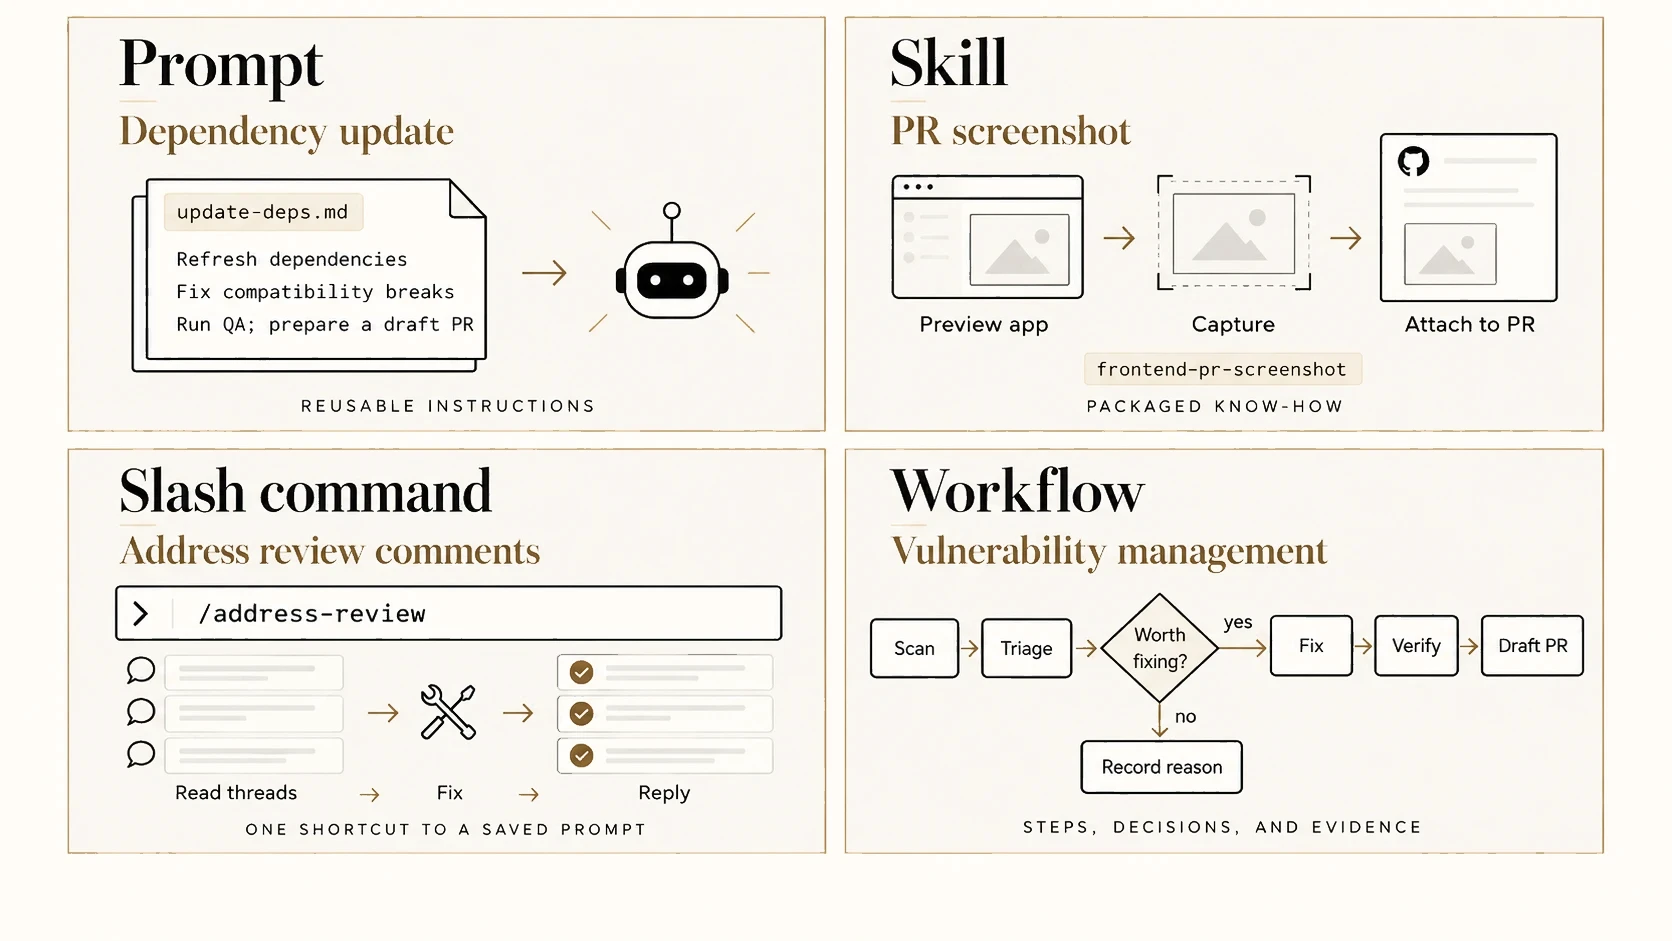 Prompt
Dependency update
update-deps.md
Refresh dependencies
Fix compatibility breaks
Run QA; prepare a draft PR
REUSABLE INSTRUCTIONS
Skill
PR screenshot
Preview app
Capture
Attach to PR
frontend-pr-screenshot
PACKAGED KNOW-HOW
Slash command
Address review comments
/address-review
Read threads
Fix
Reply
ONE SHORTCUT TO A SAVED PROMPT
Workflow
Vulnerability management
Scan
Triage
Worth
fixing?
yes
Fix
Verify
Draft PR
no
Record reason
STEPS, DECISIONS, AND EVIDENCE